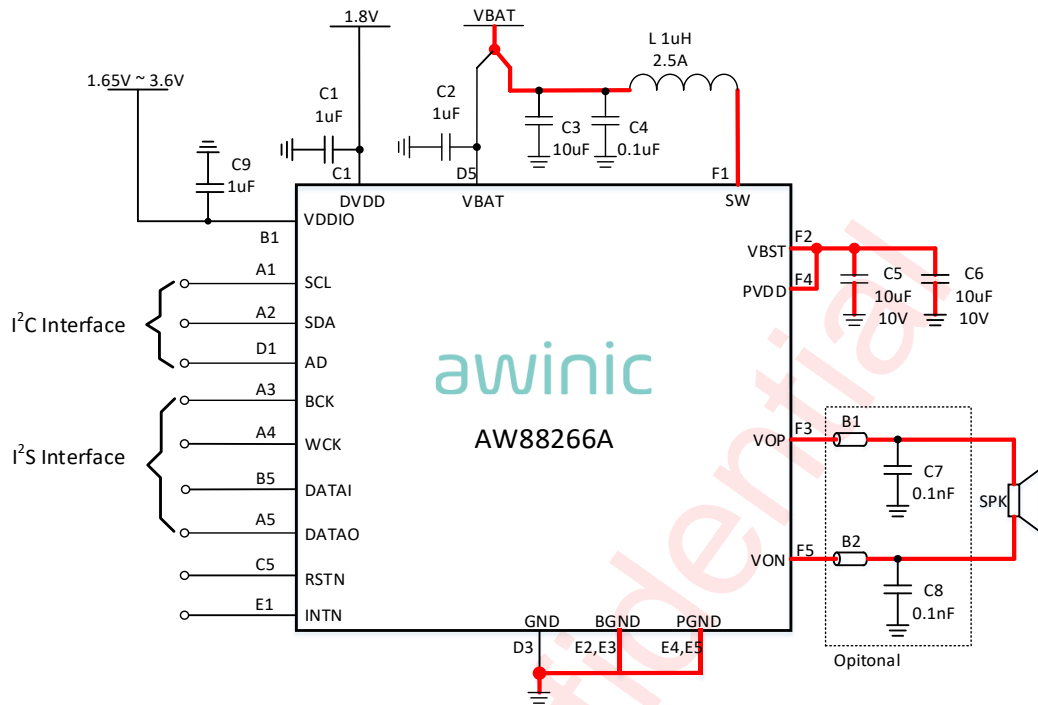 1.8V
VBAT
L 1uH
2.5A
1.65V ~ 3.6V
C1
1uF
C2
1uF
C3
10uF
C4
0.1uF
C9
1uF
C1
D5
F1
DVDD
VBAT
SW
VDDIO
B1
VBST
F2
PVDD
F4
C5
10uF
10V
C6
10uF
10V
I²C Interface
A1
SCL
A2
SDA
D1
AD
I²S Interface
A3
BCK
A4
WCK
B5
DATAI
A5
DATAO
C5
RSTN
E1
INTN
awinic
AW88266A
VOP
F3
B1
C7
0.1nF
SPK
VON
F5
B2
C8
0.1nF
Opitonal
GND
BGND
PGND
D3
E2,E3
E4,E5
fidential